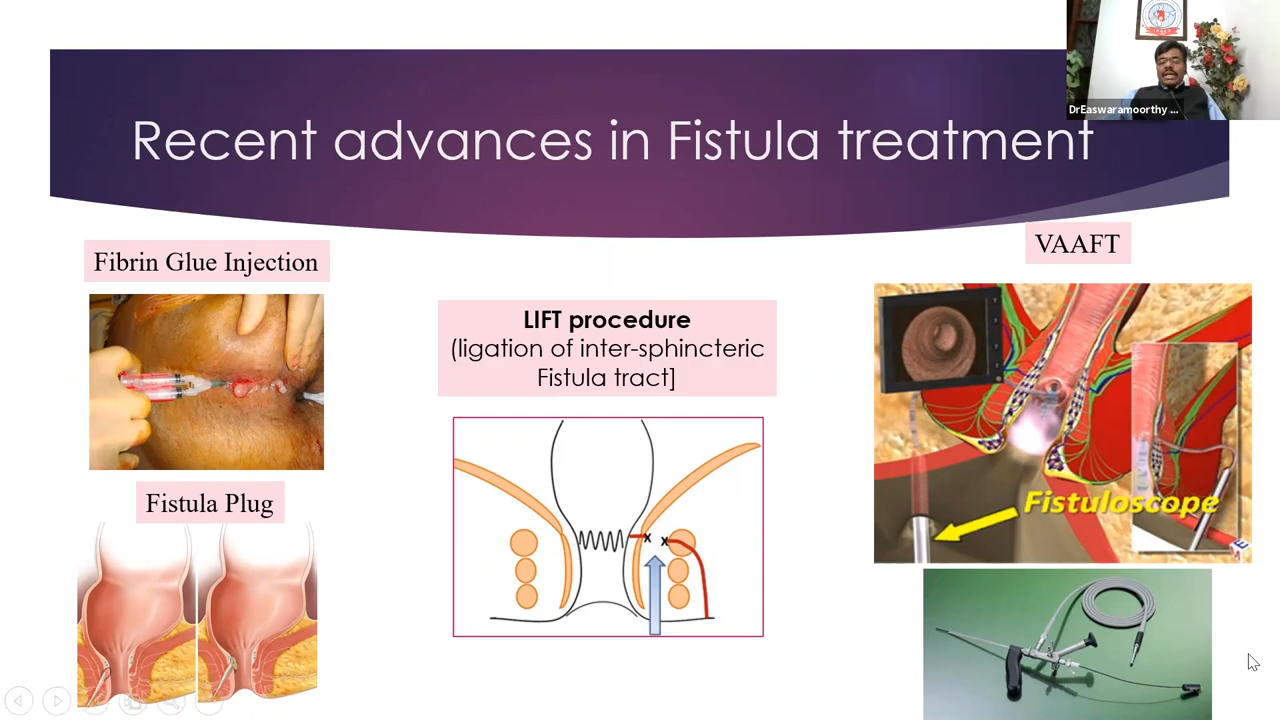 DrEaswaramoorthy ...
Recent advances in Fistula treatment
Fibrin Glue Injection
Fistula Plug
LIFT procedure
(ligation of inter-sphincteric
Fistula tract]
x x
VAAFT
Fistuloscope